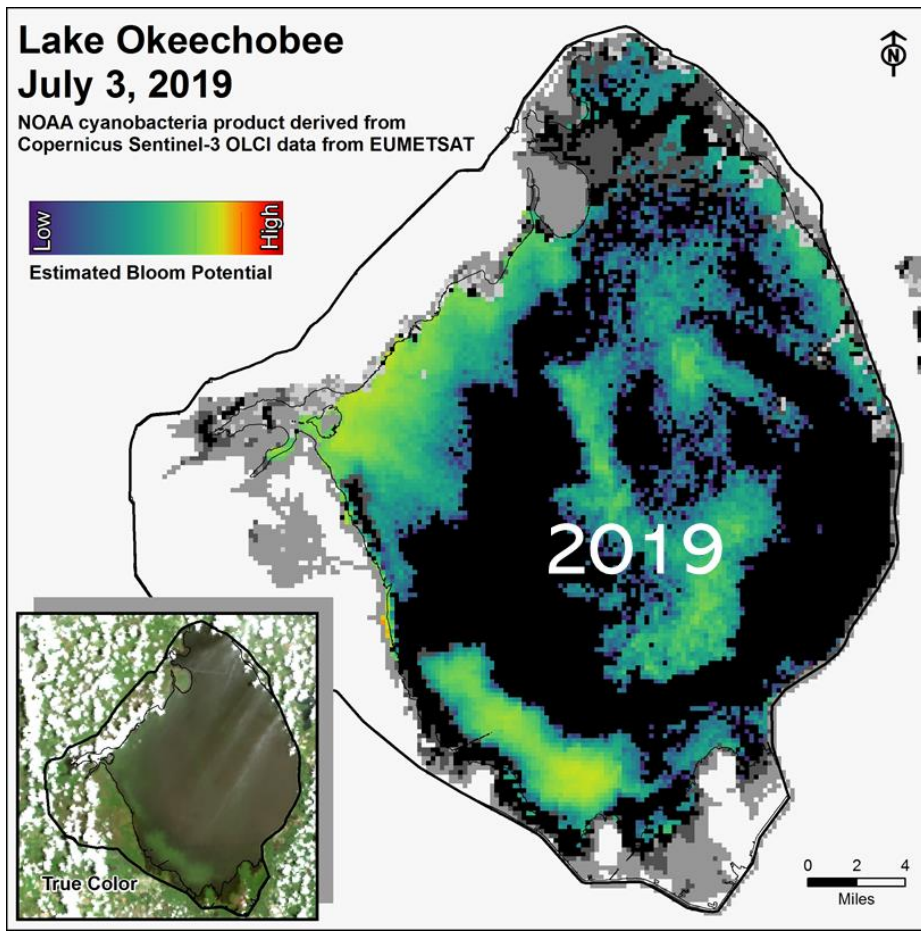 Lake Okeechobee
July 3, 2019
NOAA cyanobacteria product derived from
Copernicus Sentinel-3 OLCI data from EUMETSAT
N
Low
High
Estimated Bloom Potential
2019
True Color
0 2 4
Miles